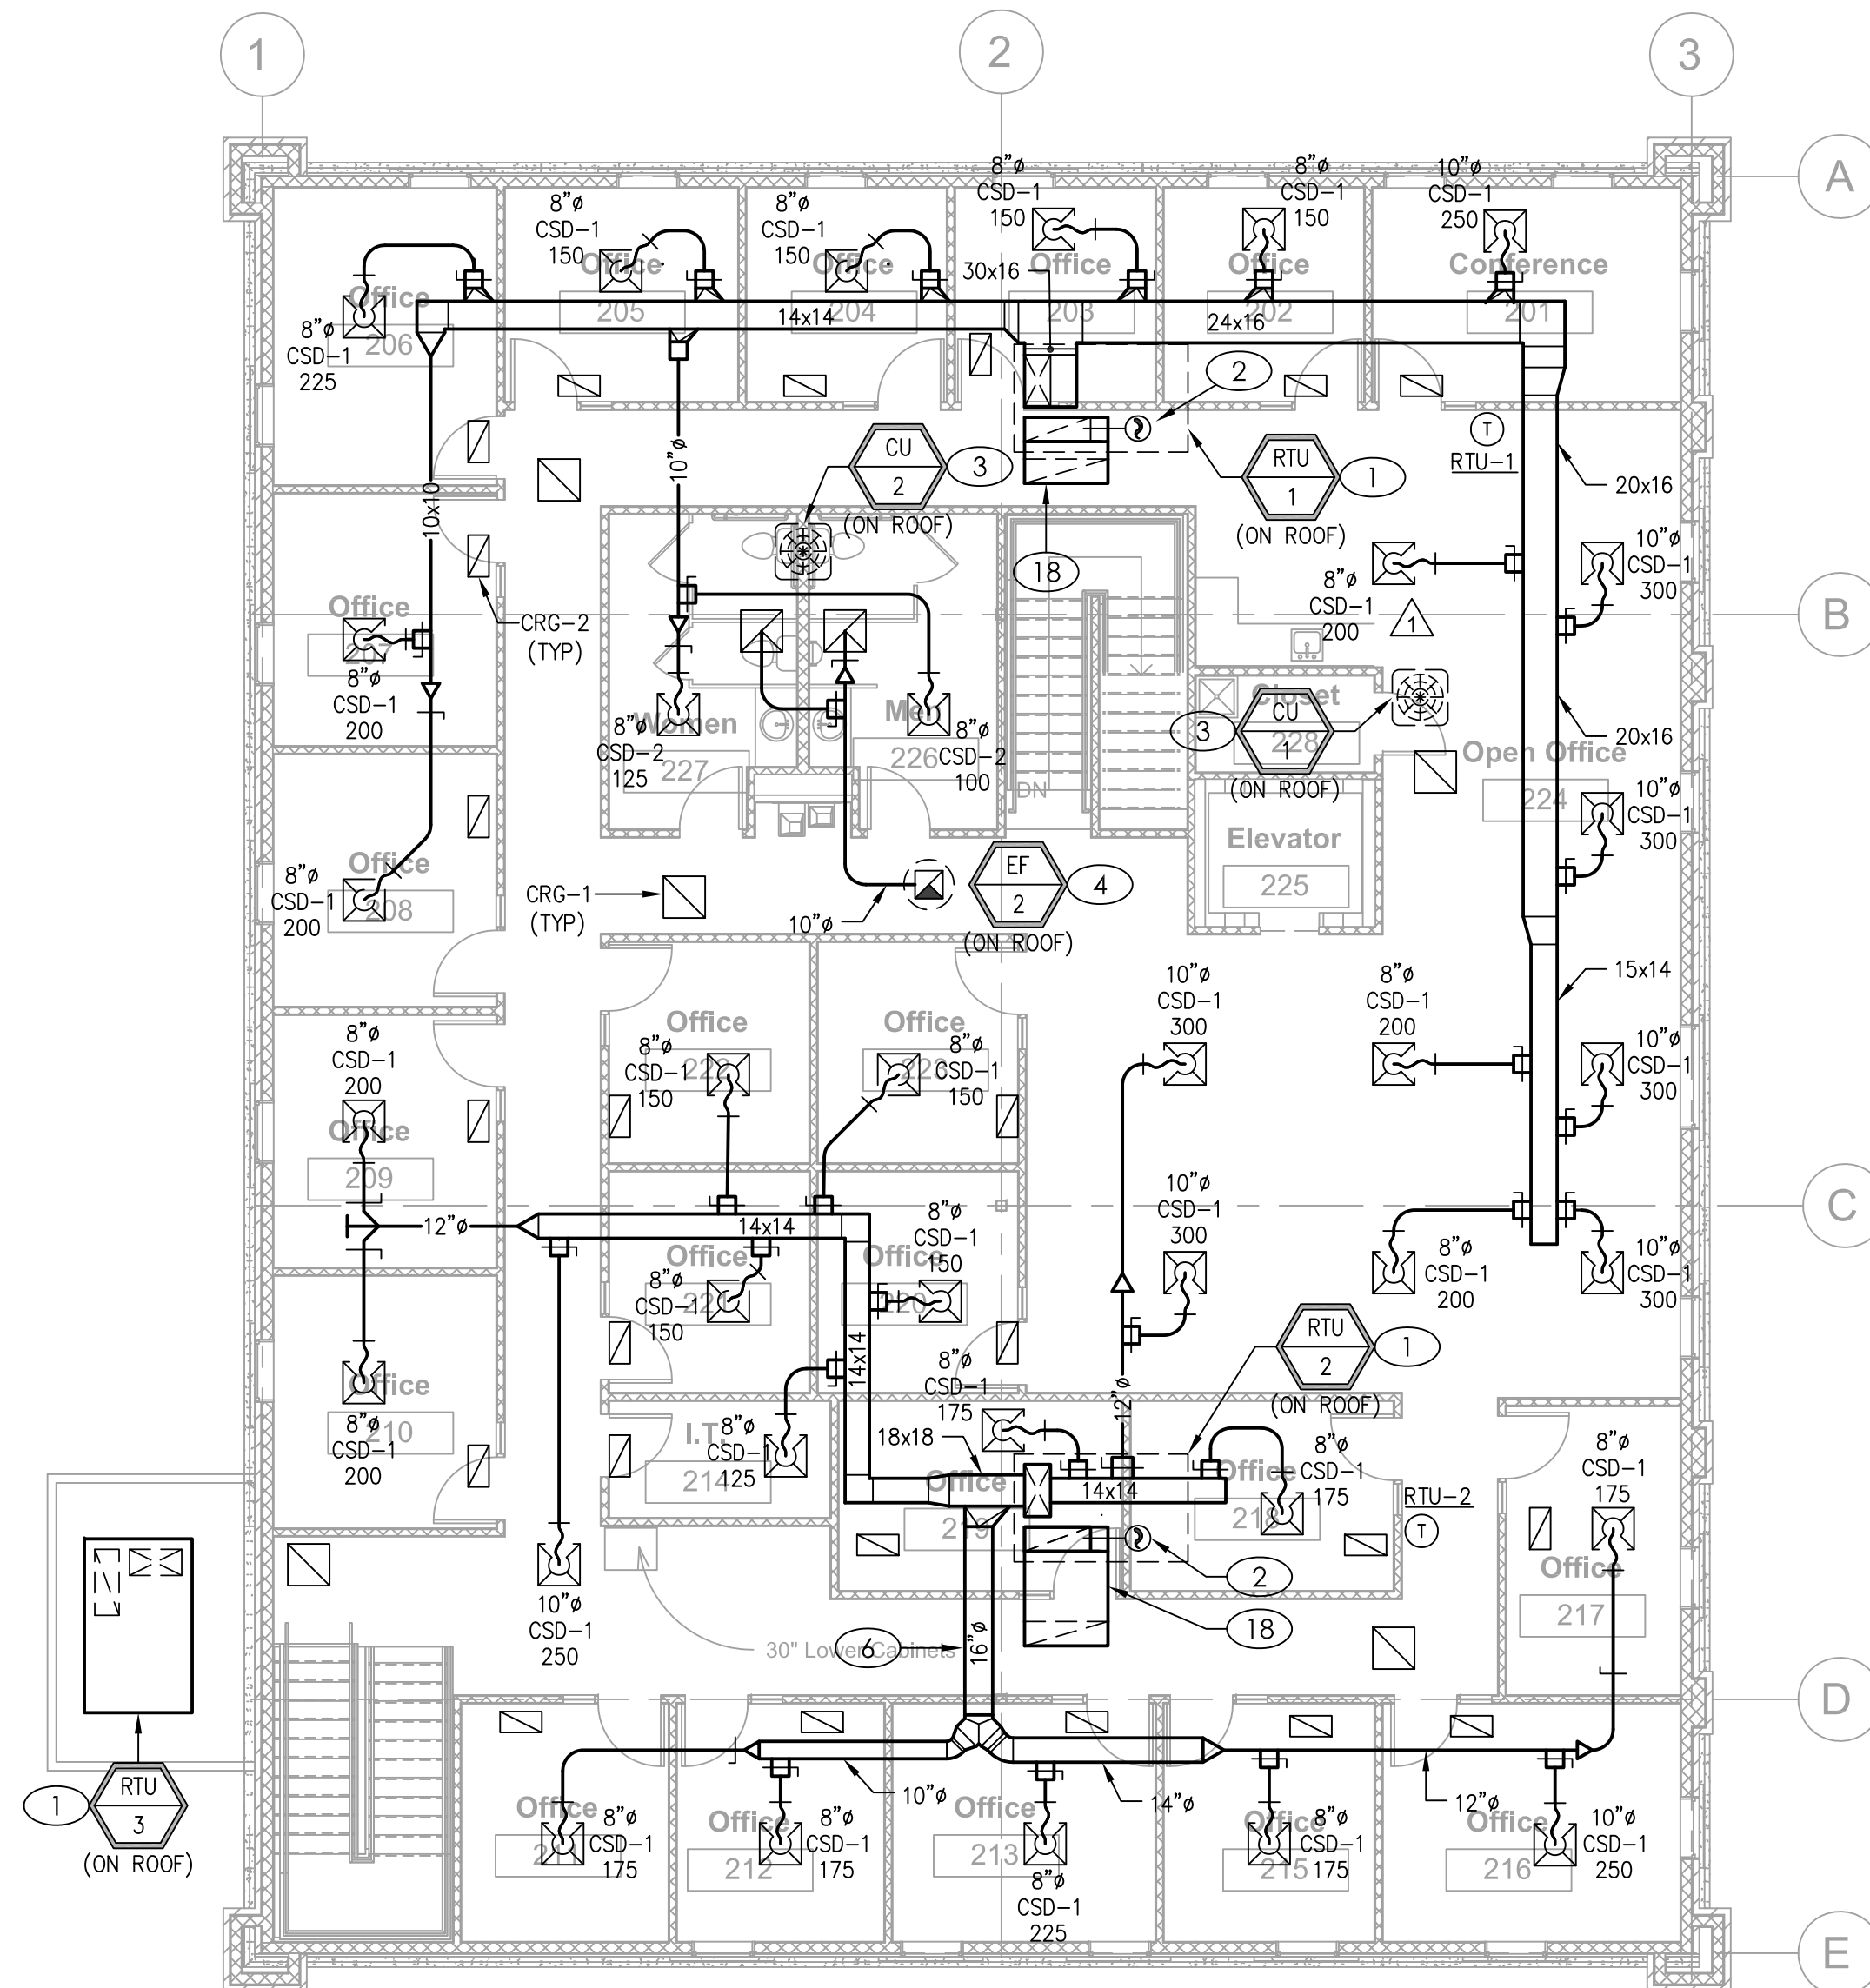 1
2
3
A
8"ø
CSD-1
150
8"ø
CSD-1
150
10"ø
CSD-1
250
8"ø
CSD-1
150
8"ø
CSD-1
150
30x16
Office
205
Office
204
Office
203
Office
202
Conference
201
14x14
24x16
Office
206
8"ø
CSD-1
225
2
CU
2
3
(ON ROOF)
RTU
1
1
(ON ROOF)
T
RTU-1
20x16
10"ø
10x10
18
10"ø
CSD-1
300
8"ø
CSD-1
200
1
B
Office
207
CRG-2
(TYP)
8"ø
CSD-1
200
Women
227
8"ø
CSD-2
125
Men
226
8"ø
CSD-2
100
DN
Closet
228
3
CU
1
(ON ROOF)
20x16
Open Office
224
10"ø
CSD-1
300
Elevator
225
Office
208
8"ø
CSD-1
200
CRG-1
(TYP)
10"ø
EF
2
4
(ON ROOF)
15x14
10"ø
CSD-1
300
8"ø
CSD-1
200
10"ø
CSD-1
300
8"ø
CSD-1
200
Office
209
Office
222
8"ø
CSD-1
150
Office
223
8"ø
CSD-1
150
12"ø
14x14
C
10"ø
CSD-1
300
8"ø
CSD-1
200
10"ø
CSD-1
300
Office
221
8"ø
CSD-1
150
Office
220
8"ø
CSD-1
150
14x14
Office
210
8"ø
CSD-1
200
I.T.
214
8"ø
CSD-1
125
8"ø
CSD-1
175
18x18
12"ø
RTU
2
1
(ON ROOF)
14x14
Office
219
Office
218
8"ø
CSD-1
175
RTU-2
T
8"ø
CSD-1
175
Office
217
2
18
10"ø
CSD-1
250
30" Lower Cabinets
6
16"ø
D
1
RTU
3
(ON ROOF)
10"ø
14"ø
12"ø
Office
211
8"ø
CSD-1
175
Office
212
8"ø
CSD-1
175
Office
213
8"ø
CSD-1
225
Office
215
8"ø
CSD-1
175
Office
216
10"ø
CSD-1
250
E